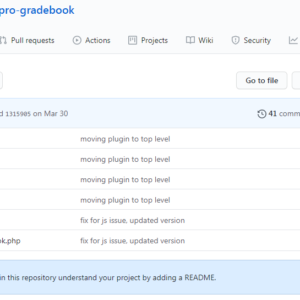 pro-gradebook
Pull requests Actions Projects Wiki Security
Go to file
1315985 on Mar 30 41
moving plugin to top level
moving plugin to top level
moving plugin to top level
moving plugin to top level
fix for js issue, updated version
k.php fix for js issue, updated version
in this repository understand your project by adding a README.